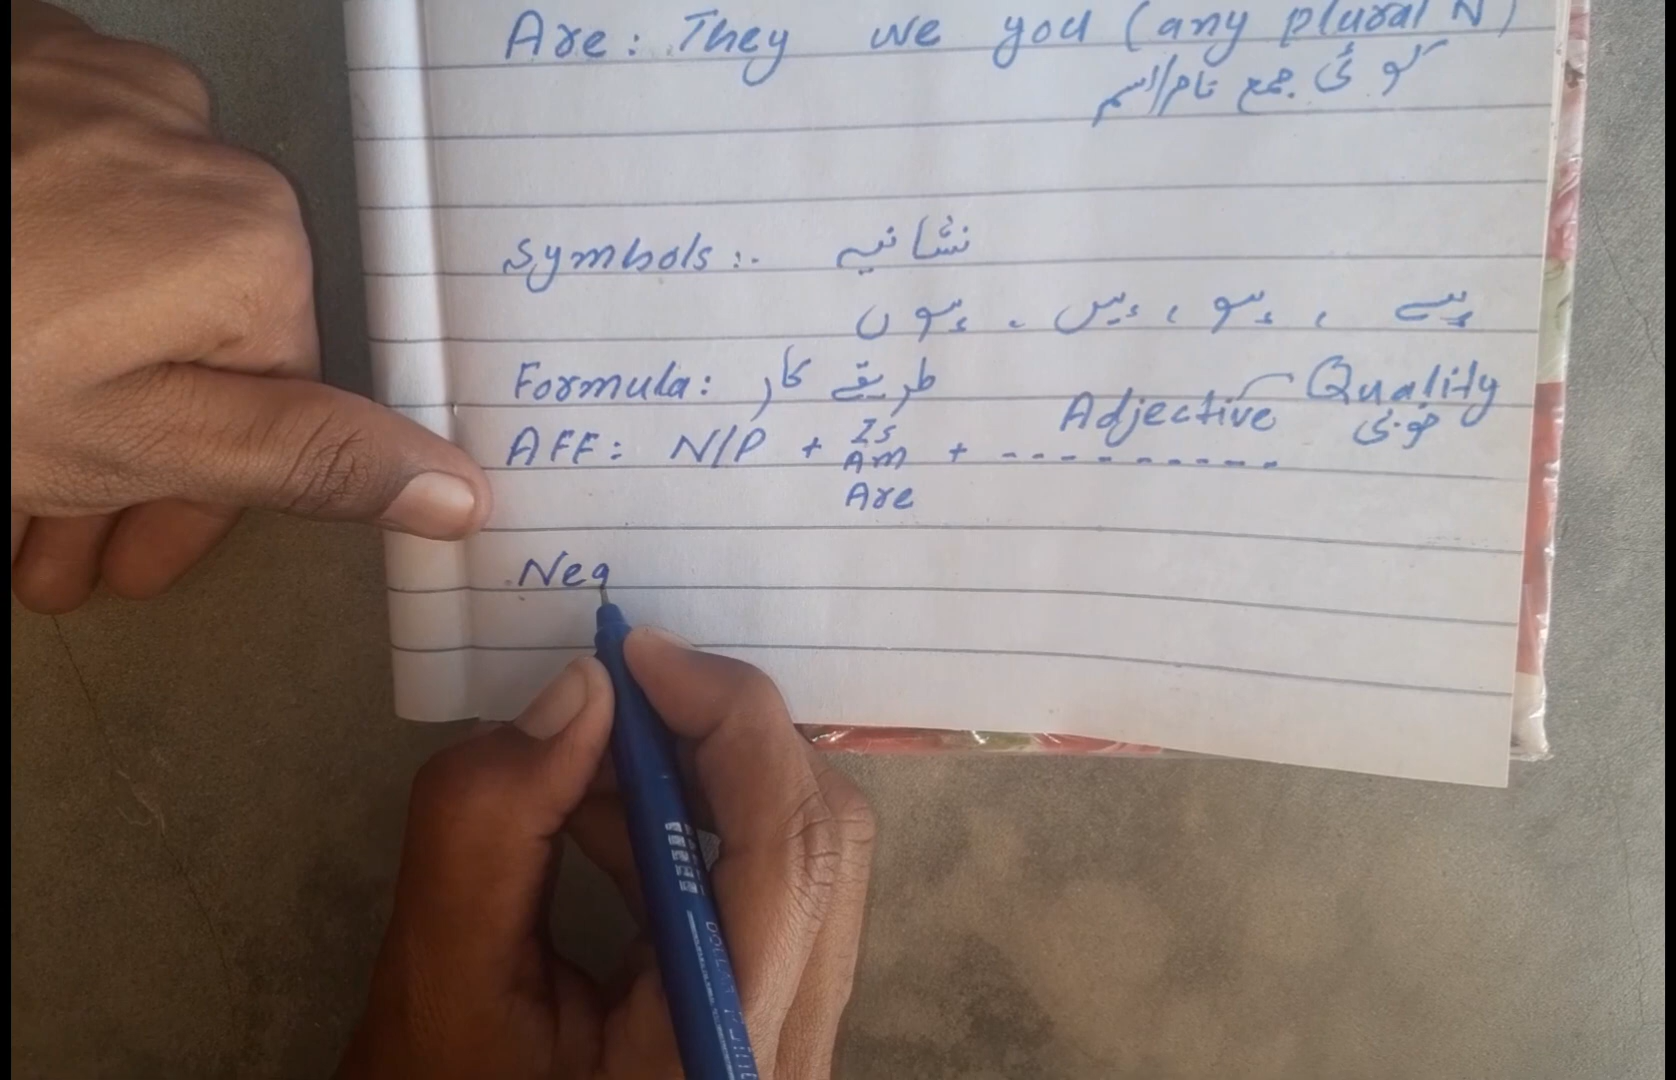 Are: They we you (any plural N)
کوئی جمع نام/اسم
Symbols:. نشانیہ
ہے ، ہو ، ہیں ۔ ہوں
Formula: طریقے کار
Adjective Quality
AFF: N/P + Is + --------- خوبی
Am
Are
Neg
DOLLAR